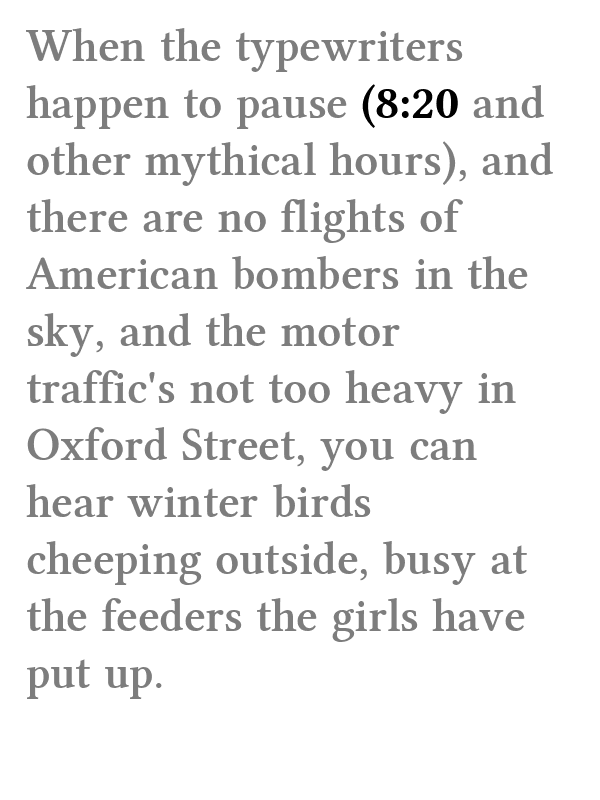 When the typewriters
happen to pause (8:20 and
other mythical hours), and
there are no flights of
American bombers in the
sky, and the motor
traffic's not too heavy in
Oxford Street, you can
hear winter birds
cheeping outside, busy at
the feeders the girls have
put up.